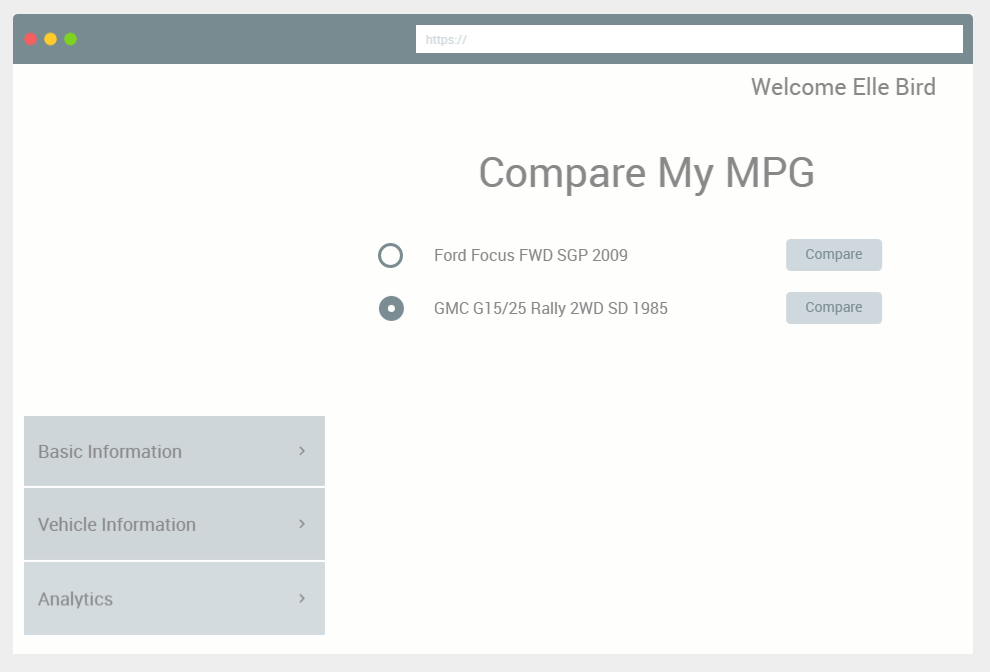 https://
Welcome Elle Bird
Compare My MPG
Ford Focus FWD SGP 2009
Compare
GMC G15/25 Rally 2WD SD 1985
Compare
Basic Information
Vehicle Information
Analytics